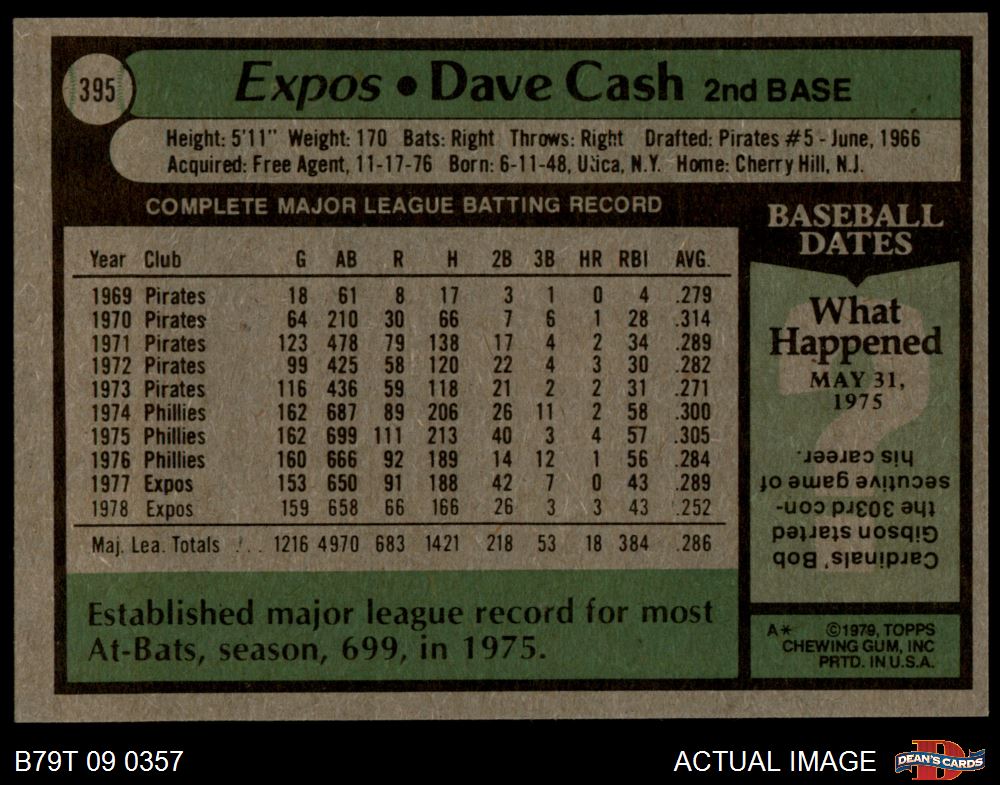 395
Expos • Dave Cash 2nd BASE
Height: 5'11" Weight: 170 Bats: Right Throws: Right Drafted: Pirates #5 - June, 1966
Acquired: Free Agent, 11-17-76 Born: 6-11-48, Utica, N.Y. Home: Cherry Hill, N.J.
COMPLETE MAJOR LEAGUE BATTING RECORD
Year Club G AB R H 2B 3B HR RBI AVG.
1969 Pirates 18 61 8 17 3 1 0 4 .279
1970 Pirates 64 210 30 66 7 6 1 28 .314
1971 Pirates 123 478 79 138 17 4 2 34 .289
1972 Pirates 99 425 58 120 22 4 3 30 .282
1973 Pirates 116 436 59 118 21 2 2 31 .271
1974 Phillies 162 687 89 206 26 11 2 58 .300
1975 Phillies 162 699 111 213 40 3 4 57 .305
1976 Phillies 160 666 92 189 14 12 1 56 .284
1977 Expos 153 650 91 188 42 7 0 43 .289
1978 Expos 159 658 66 166 26 3 3 43 .252
Maj. Lea. Totals . . . 1216 4970 683 1421 218 53 18 384 .286
Established major league record for most
At-Bats, season, 699, in 1975.
BASEBALL
DATES
What
Happened
MAY 31,
1975
?
Cardinals' Bob
Gibson started
the 303rd con-
secutive game of
his career.
A* ©1979, TOPPS
CHEWING GUM, INC
PRTD. IN U.S.A.
B79T 09 0357
ACTUAL IMAGE
D
DEAN'S CARDS